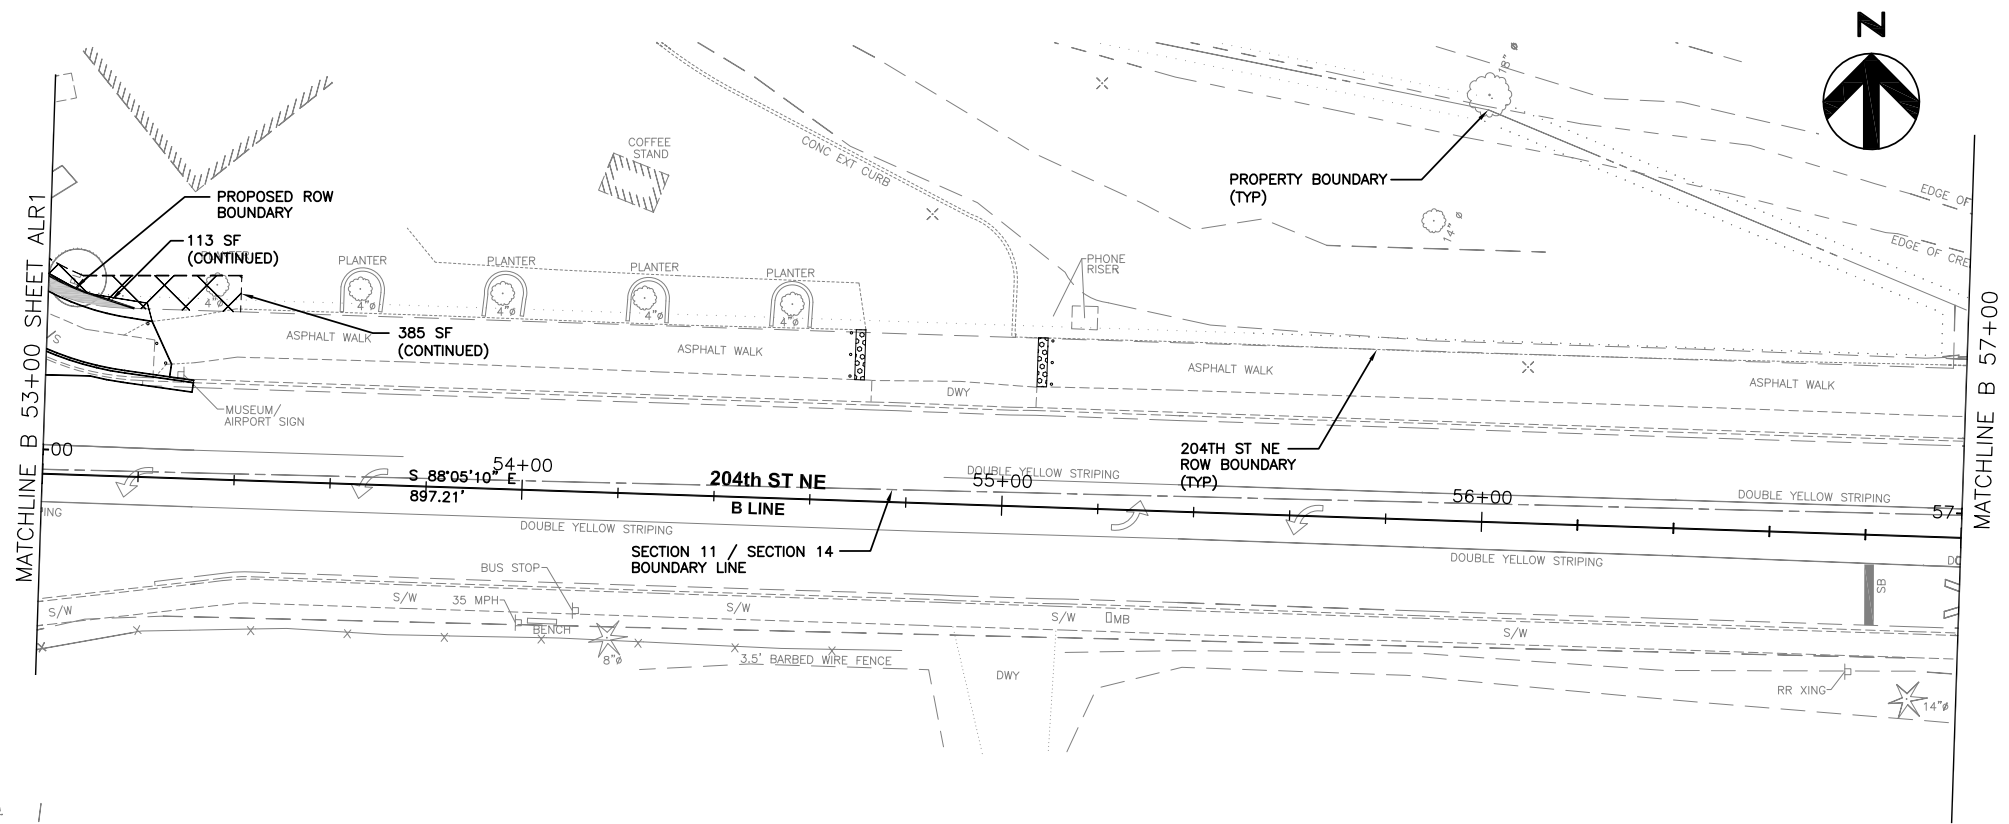 N
18" ø
COFFEE
STAND
CONC EXT CURB
PROPERTY BOUNDARY
(TYP)
EDGE OF
PROPOSED ROW
BOUNDARY
14" ø
113 SF
(CONTINUED)
EDGE OF CRE
PLANTER
PLANTER
PLANTER
PLANTER
PHONE
RISER
4"ø
4"ø
4"ø
4"ø
4"ø
385 SF
(CONTINUED)
ASPHALT WALK
ASPHALT WALK
ASPHALT WALK
ASPHALT WALK
DWY
MUSEUM/
AIRPORT SIGN
MATCHLINE B 53+00 SHEET ALR1
MATCHLINE B 57+00
204TH ST NE
ROW BOUNDARY
(TYP)
+00
54+00
55+00
56+00
57+
S 88°05'10" E
897.21'
204th ST NE
B LINE
DOUBLE YELLOW STRIPING
DOUBLE YELLOW STRIPING
PING
DOUBLE YELLOW STRIPING
DOUBLE YELLOW STRIPING
SECTION 11 / SECTION 14
BOUNDARY LINE
BUS STOP
35 MPH
BENCH
S/W
S/W
S/W
S/W
S/W
MB
SB
8"ø
3.5' BARBED WIRE FENCE
DWY
RR XING
14"ø